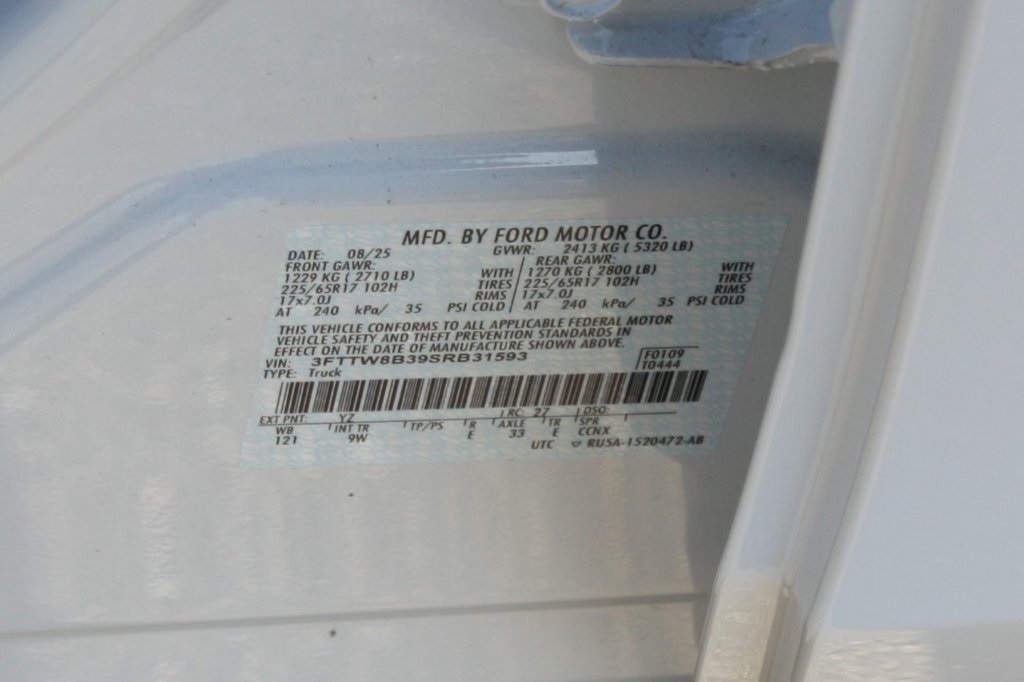 MFD. BY FORD MOTOR CO.
DATE: 08/25 GVWR: 2413 KG ( 5320 LB)
FRONT GAWR: REAR GAWR:
1229 KG ( 2710 LB) WITH 1270 KG ( 2800 LB) WITH
225/65R17 102H TIRES 225/65R17 102H TIRES
17x7.0J RIMS 17x7.0J RIMS
AT 240 kPa/ 35 PSI COLD AT 240 kPa/ 35 PSI COLD
THIS VEHICLE CONFORMS TO ALL APPLICABLE FEDERAL MOTOR
VEHICLE SAFETY AND THEFT PREVENTION STANDARDS IN
EFFECT ON THE DATE OF MANUFACTURE SHOWN ABOVE.
VIN: 3FTTW8B39SRB31593 F0109
TYPE: Truck T0444
EXT PNT: YZ RC: 27 DSO:
WB INT TR TP/PS R AXLE TR SPR
121 9W E 33 E CCNX
UTC RU5A-1520472-AB